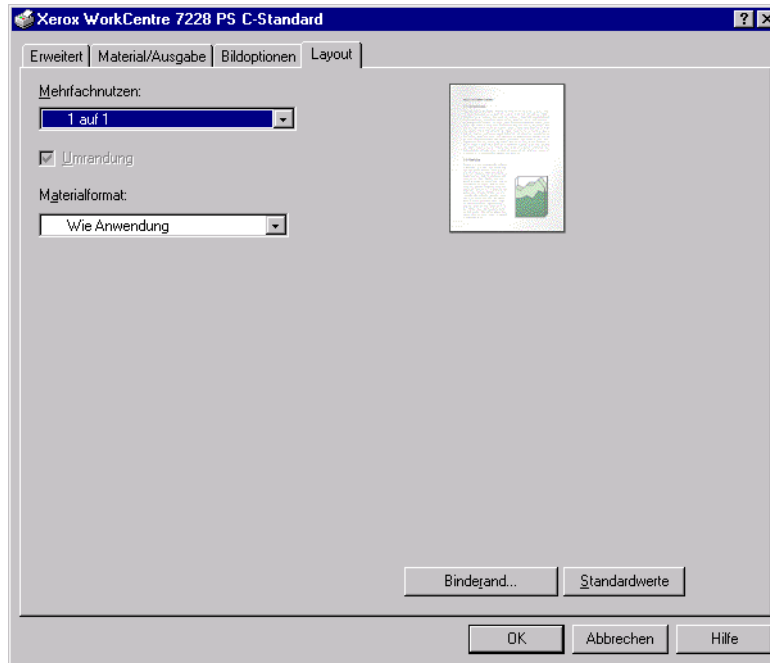 Xerox WorkCentre 7228 PS C-Standard
Erweitert Material/Ausgabe Bildoptionen Layout
Mehrfachnutzen:
1 auf 1
Umrandung
Materialformat:
Wie Anwendung
Binderand... Standardwerte
OK Abbrechen Hilfe